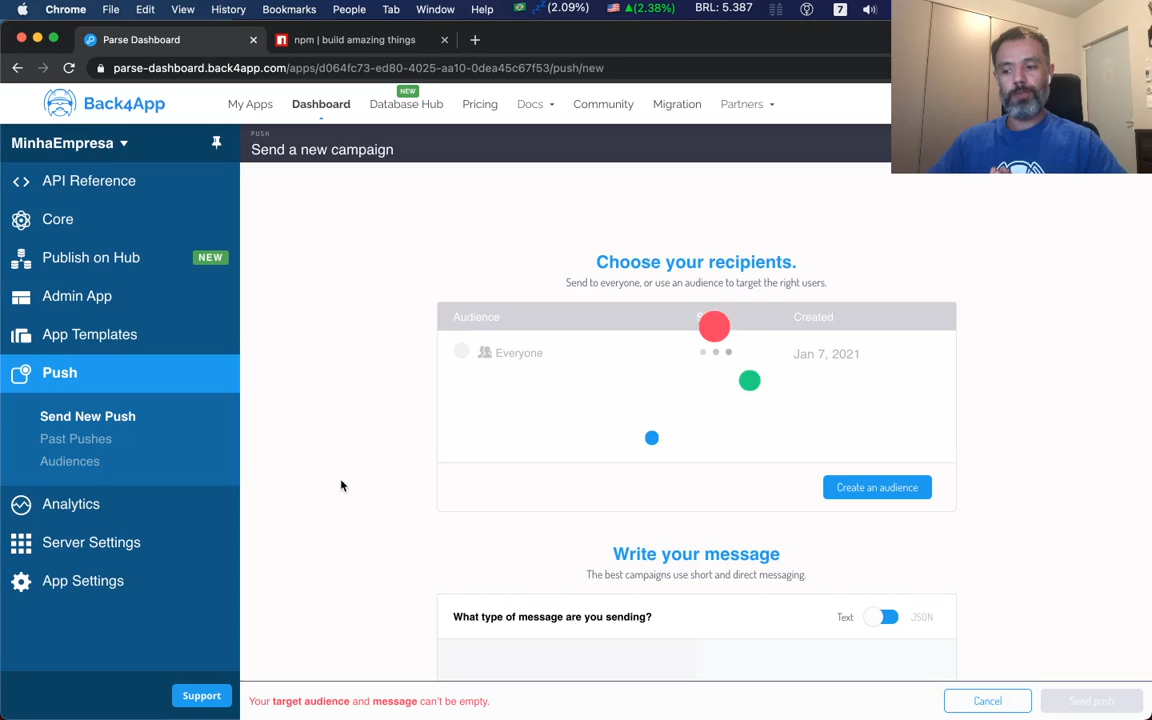 Chrome File Edit View History Bookmarks People Tab Window Help (2.09%) (2.38%) BRL: 5.387 7
Parse Dashboard
npm | build amazing things
parse-dashboard.back4app.com/apps/d064fc73-ed80-4025-aa10-0dea45c67f53/push/new
Back4App
My Apps Dashboard Database Hub NEW Pricing Docs Community Migration Partners
MinhaEmpresa
PUSH
Send a new campaign
API Reference
Core
Publish on Hub NEW
Admin App
App Templates
Push
Send New Push
Past Pushes
Audiences
Analytics
Server Settings
App Settings
Support
Choose your recipients.
Send to everyone, or use an audience to target the right users.
Audience Created
Everyone Jan 7, 2021
Create an audience
Write your message
The best campaigns use short and direct messaging.
What type of message are you sending? Text JSON
Your target audience and message can't be empty.
Cancel Send push